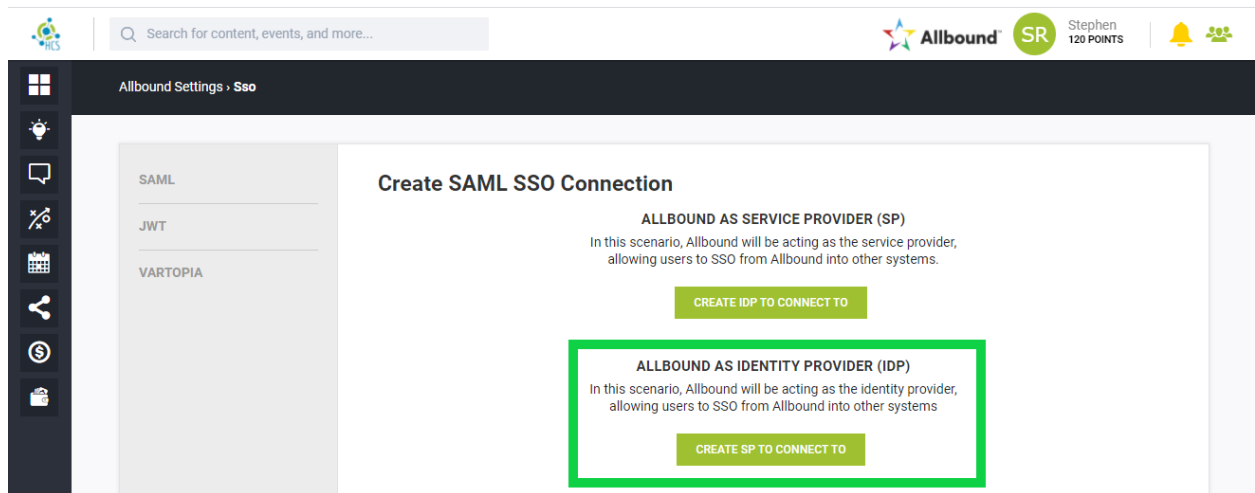 HCS
Search for content, events, and more...
Allbound
SR
Stephen
120 POINTS
Allbound Settings › Sso
SAML
JWT
VARTOPIA
Create SAML SSO Connection
ALLBOUND AS SERVICE PROVIDER (SP)
In this scenario, Allbound will be acting as the service provider,
allowing users to SSO from Allbound into other systems.
CREATE IDP TO CONNECT TO
ALLBOUND AS IDENTITY PROVIDER (IDP)
In this scenario, Allbound will be acting as the identity provider,
allowing users to SSO from Allbound into other systems
CREATE SP TO CONNECT TO